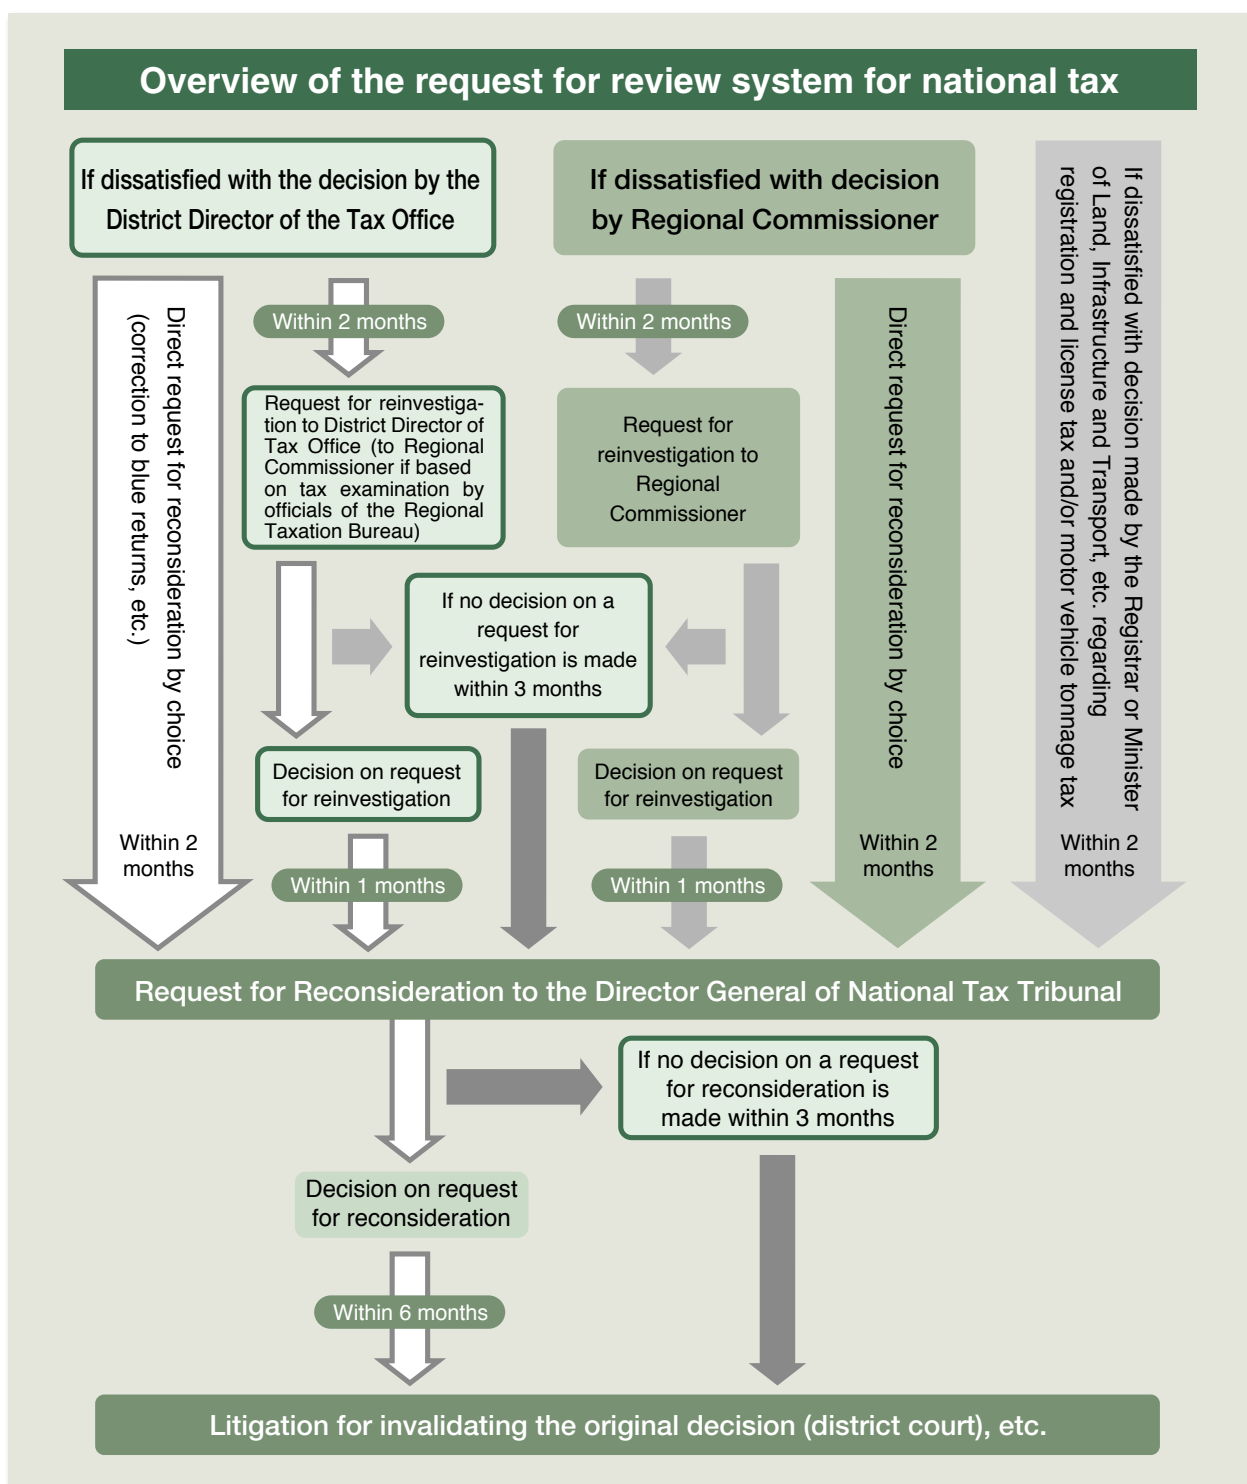 Overview of the request for review system for national tax
If dissatisfied with the decision by the
District Director of the Tax Office
If dissatisfied with decision
by Regional Commissioner
If dissatisfied with decision made by the Registrar or Minister
of Land, Infrastructure and Transport, etc. regarding
registration and license tax and/or motor vehicle tonnage tax
Within 2
months
Direct request for reconsideration by choice
(correction to blue returns, etc.)
Within 2
months
Within 2 months
Request for reinvestiga-
tion to District Director of
Tax Office (to Regional
Commissioner if based
on tax examination by
officials of the Regional
Taxation Bureau)
Within 2 months
Request for
reinvestigation to
Regional
Commissioner
Direct request for reconsideration by choice
Within 2
months
If no decision on a
request for
reinvestigation is made
within 3 months
Decision on request
for reinvestigation
Decision on request
for reinvestigation
Within 1 months
Within 1 months
Request for Reconsideration to the Director General of National Tax Tribunal
If no decision on a request
for reconsideration is
made within 3 months
Decision on request
for reconsideration
Within 6 months
Litigation for invalidating the original decision (district court), etc.